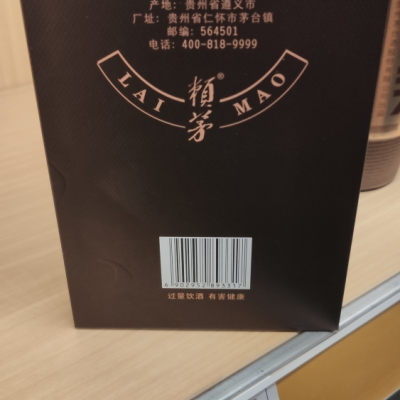 产地: 贵州省遵义市
厂址: 贵州省仁怀市茅台镇
邮编: 564501
电话: 400-818-9999
LAI MAO
賴茅®
6902952893317
过量饮酒 有害健康